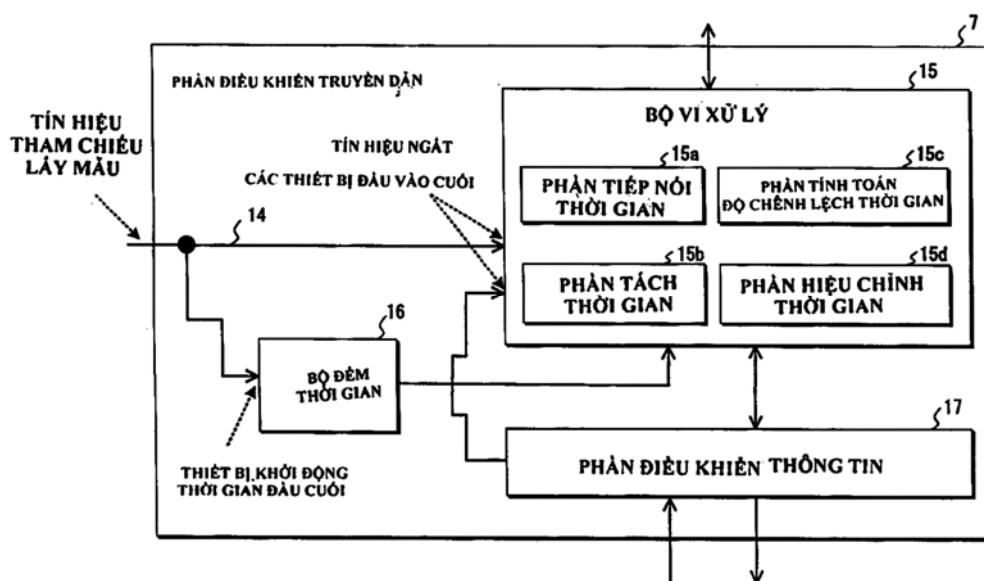 7
PHẦN ĐIỀU KHIỂN TRUYỀN DẪN
15
BỘ VI XỬ LÝ
TÍN HIỆU
THAM CHIẾU
LẤY MẪU
TÍN HIỆU NGẮT
CÁC THIẾT BỊ ĐẦU VÀO CUỐI
15a
PHẦN TIẾP NỐI
THỜI GIAN
15c
PHẦN TÍNH TOÁN
ĐỘ CHÊNH LỆCH THỜI GIAN
14
15b
PHẦN TÁCH
THỜI GIAN
15d
PHẦN HIỆU CHỈNH
THỜI GIAN
16
BỘ ĐẾM
THỜI GIAN
17
PHẦN ĐIỀU KHIỂN THÔNG TIN
THIẾT BỊ KHỞI ĐỘNG
THỜI GIAN ĐẦU CUỐI